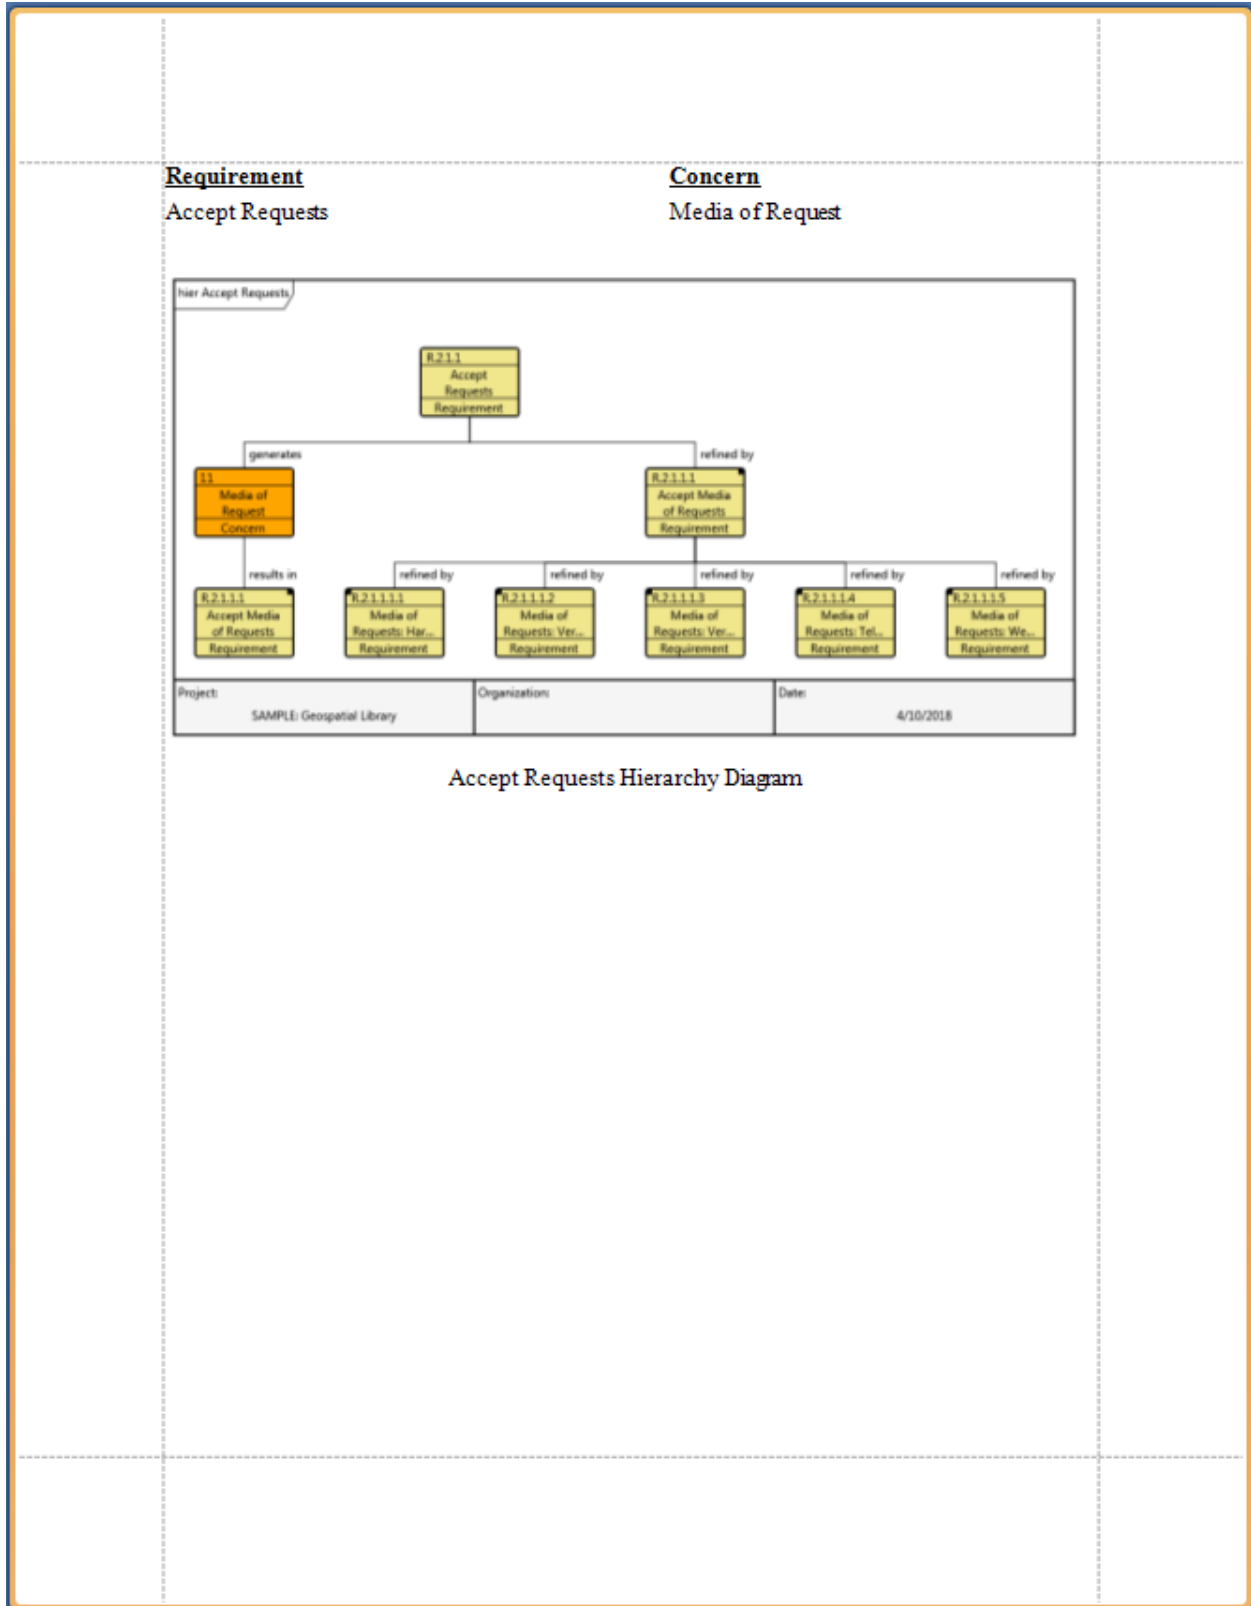 Requirement Concern
Accept Requests Media of Request
hier Accept Requests
R.2.1.1
Accept
Requests
Requirement
generates refined by
11
Media of
Request
Concern
R.2.1.1.1
Accept Media
of Requests
Requirement
results in refined by refined by refined by refined by refined by
R.2.1.1.1
Accept Media
of Requests
Requirement
R.2.1.1.1.1
Media of
Requests: Har...
Requirement
R.2.1.1.1.2
Media of
Requests: Ver...
Requirement
R.2.1.1.1.3
Media of
Requests: Ver...
Requirement
R.2.1.1.1.4
Media of
Requests: Tel...
Requirement
R.2.1.1.1.5
Media of
Requests: We...
Requirement
Project: Organization: Date:
SAMPLE: Geospatial Library 4/10/2018
Accept Requests Hierarchy Diagram